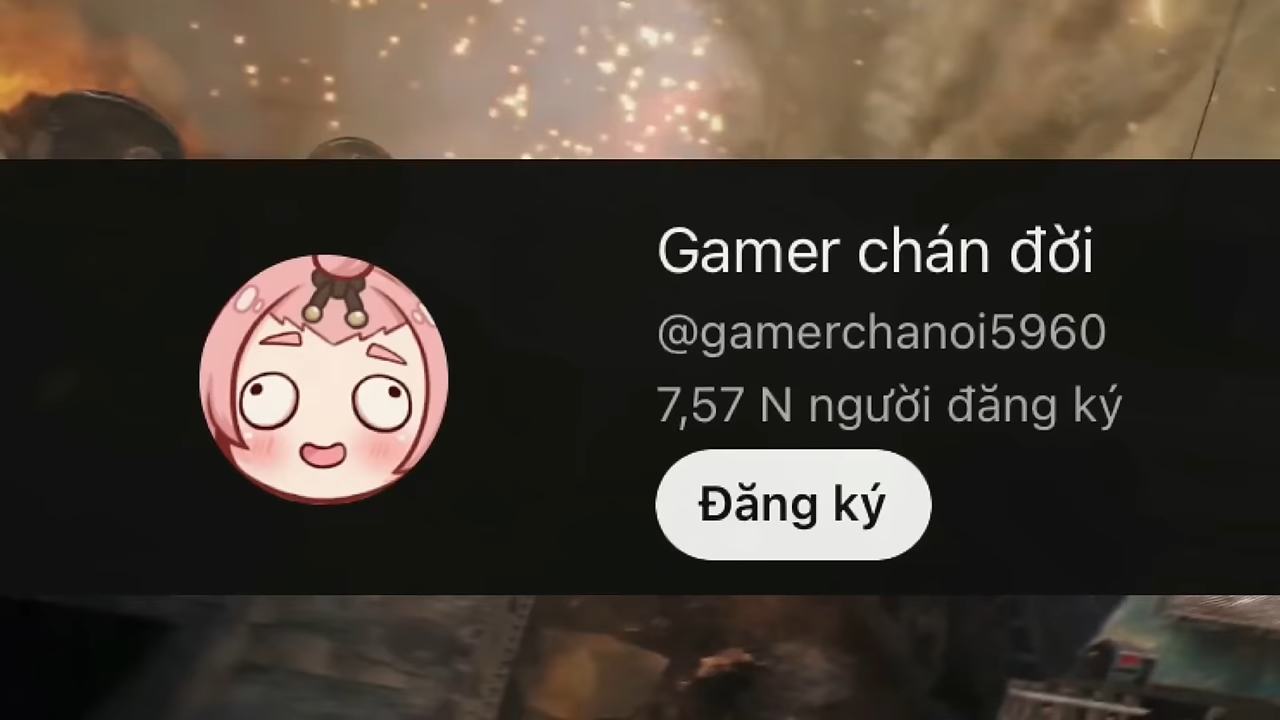 Gamer chán đời
@gamerchanoi5960
7,57 N người đăng ký
Đăng ký